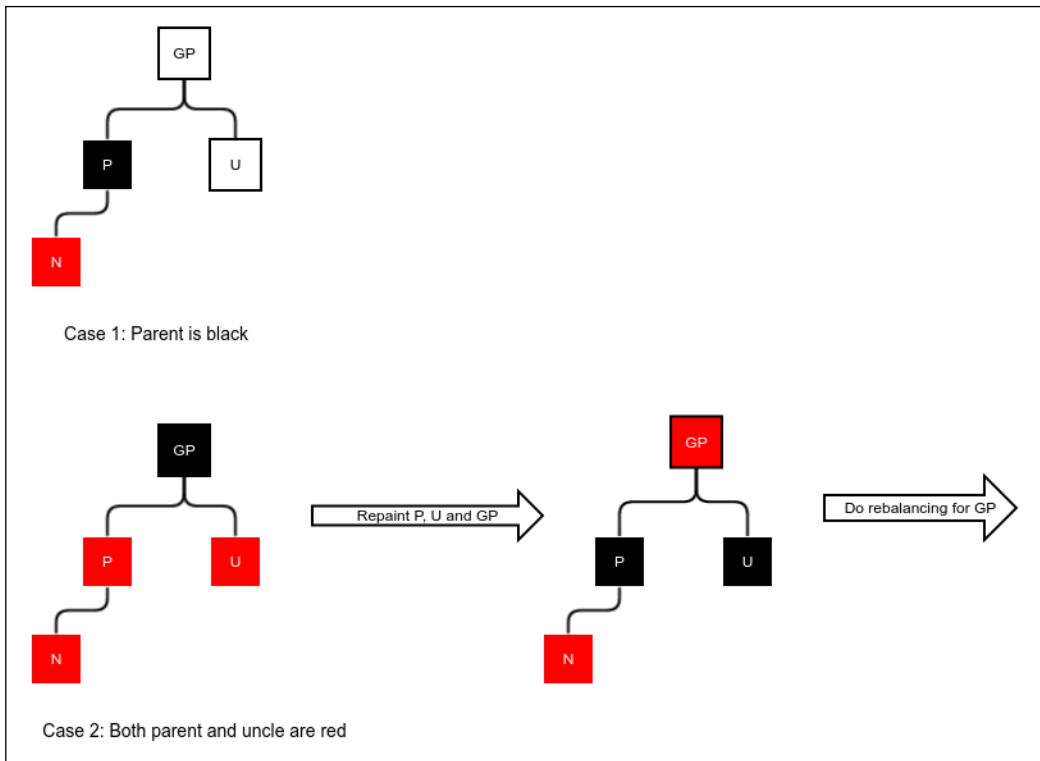 GP
P
U
N
Case 1: Parent is black
GP
P
U
N
Repaint P, U and GP
GP
P
U
N
Do rebalancing for GP
Case 2: Both parent and uncle are red